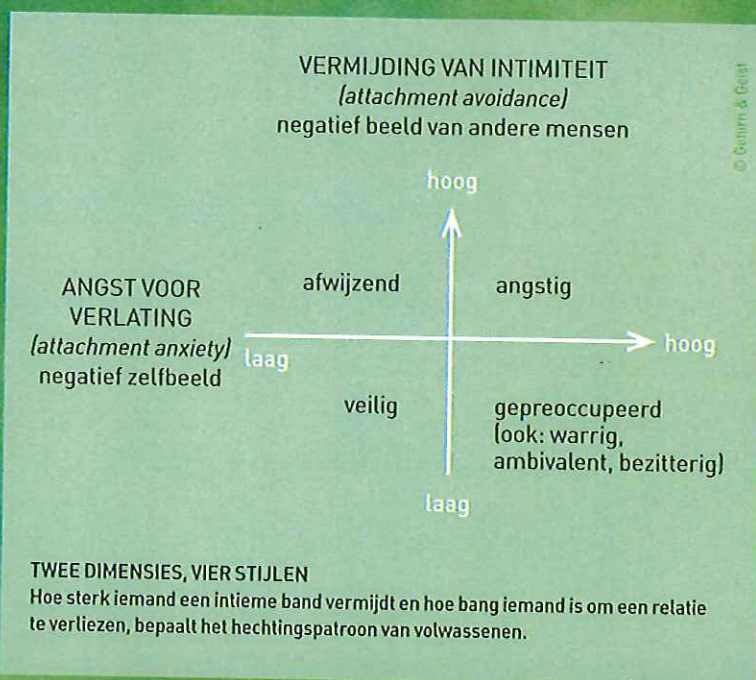 VERMIJDING VAN INTIMITEIT
(attachment avoidance)
negatief beeld van andere mensen
© Gehirn & Geist
hoog
afwijzend
angstig
ANGST VOOR
VERLATING
(attachment anxiety)
negatief zelfbeeld
laag
hoog
veilig
gepreoccupeerd
(ook: warrig,
ambivalent, bezitterig)
laag
TWEE DIMENSIES, VIER STIJLEN
Hoe sterk iemand een intieme band vermijdt en hoe bang iemand is om een relatie
te verliezen, bepaalt het hechtingspatroon van volwassenen.